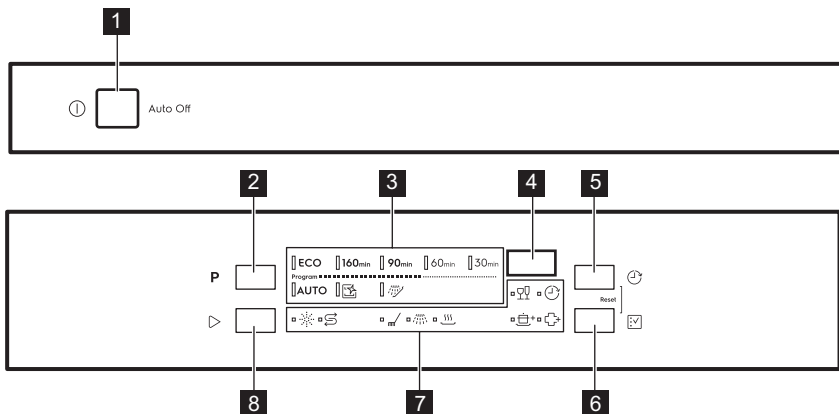 1
Auto Off
2 3 4 5
ECO 160min 90min 60min 30min
P
Program
AUTO
Reset
8 7 6